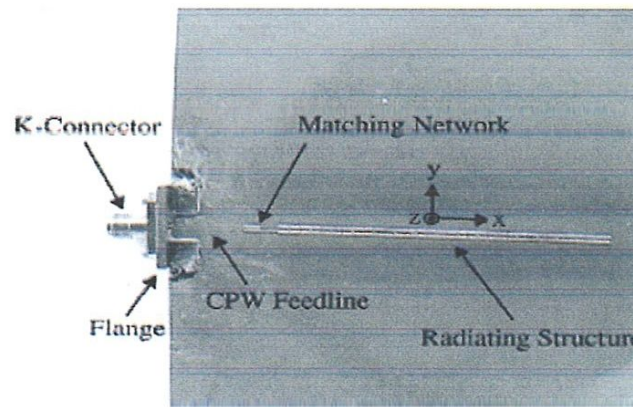 K-Connector
Matching Network
y
z
x
CPW Feedline
Flange
Radiating Structure